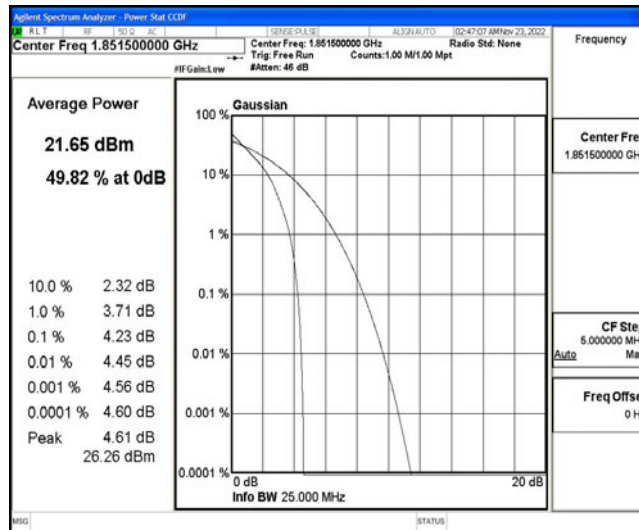 Agilent Spectrum Analyzer - Power Stat CCDF
RLT RF 50 Ω AC SENSE:PULSE ALIGN:AUTO 02:47:07 AM Nov 23, 2022
Center Freq 1.851500000 GHz
Center Freq: 1.851500000 GHz Radio Std: None
Trig: Free Run Counts:1.00 M/1.00 Mpt
#IFGain:Low #Atten: 46 dB
Frequency
Average Power
21.65 dBm
49.82 % at 0dB
10.0 % 2.32 dB
1.0 % 3.71 dB
0.1 % 4.23 dB
0.01 % 4.45 dB
0.001 % 4.56 dB
0.0001 % 4.60 dB
Peak 4.61 dB
26.26 dBm
Gaussian
100 %
10 %
1 %
0.1 %
0.01 %
0.001 %
0.0001 %
0 dB 20 dB
Info BW 25.000 MHz
Center Fre
1.851500000 GH
CF Ste
5.000000 MH
Auto Ma
Freq Offse
0 H
MSG STATUS